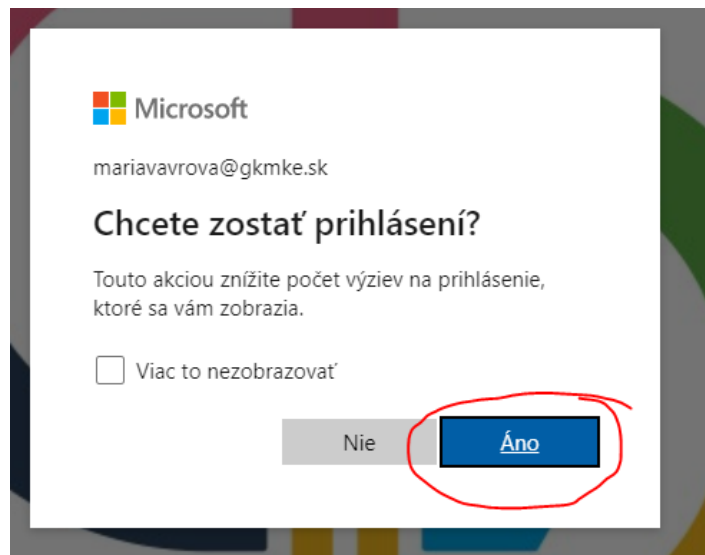 Microsoft
mariavavrova@gkmke.sk
Chcete zostať prihlásení?
Touto akciou znížite počet výziev na prihlásenie,
ktoré sa vám zobrazia.
Viac to nezobrazovať
Nie
Áno